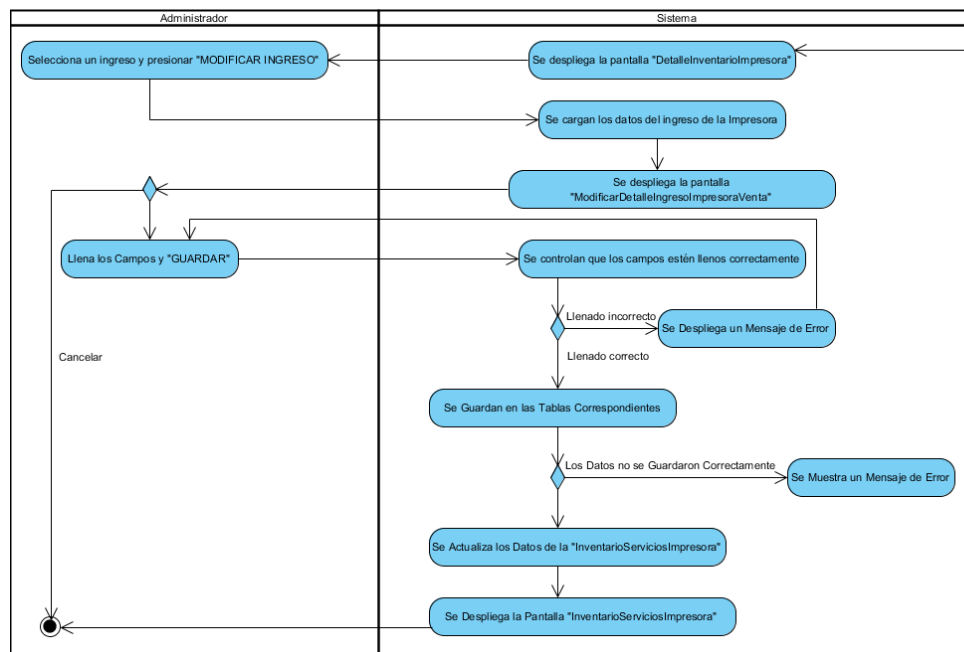 Administrador
Sistema
Selecciona un ingreso y presionar "MODIFICAR INGRESO"
Se despliega la pantalla "DetalleInventarioImpresora"
Se cargan los datos del ingreso de la Impresora
Se despliega la pantalla
"ModificarDetalleIngresoImpresoraVenta"
Llena los Campos y "GUARDAR"
Se controlan que los campos estén llenos correctamente
Llenado incorrecto
Se Despliega un Mensaje de Error
Cancelar
Llenado correcto
Se Guardan en las Tablas Correspondientes
Los Datos no se Guardaron Correctamente
Se Muestra un Mensaje de Error
Se Actualiza los Datos de la "InventarioServiciosImpresora"
Se Despliega la Pantalla "InventarioServiciosImpresora"